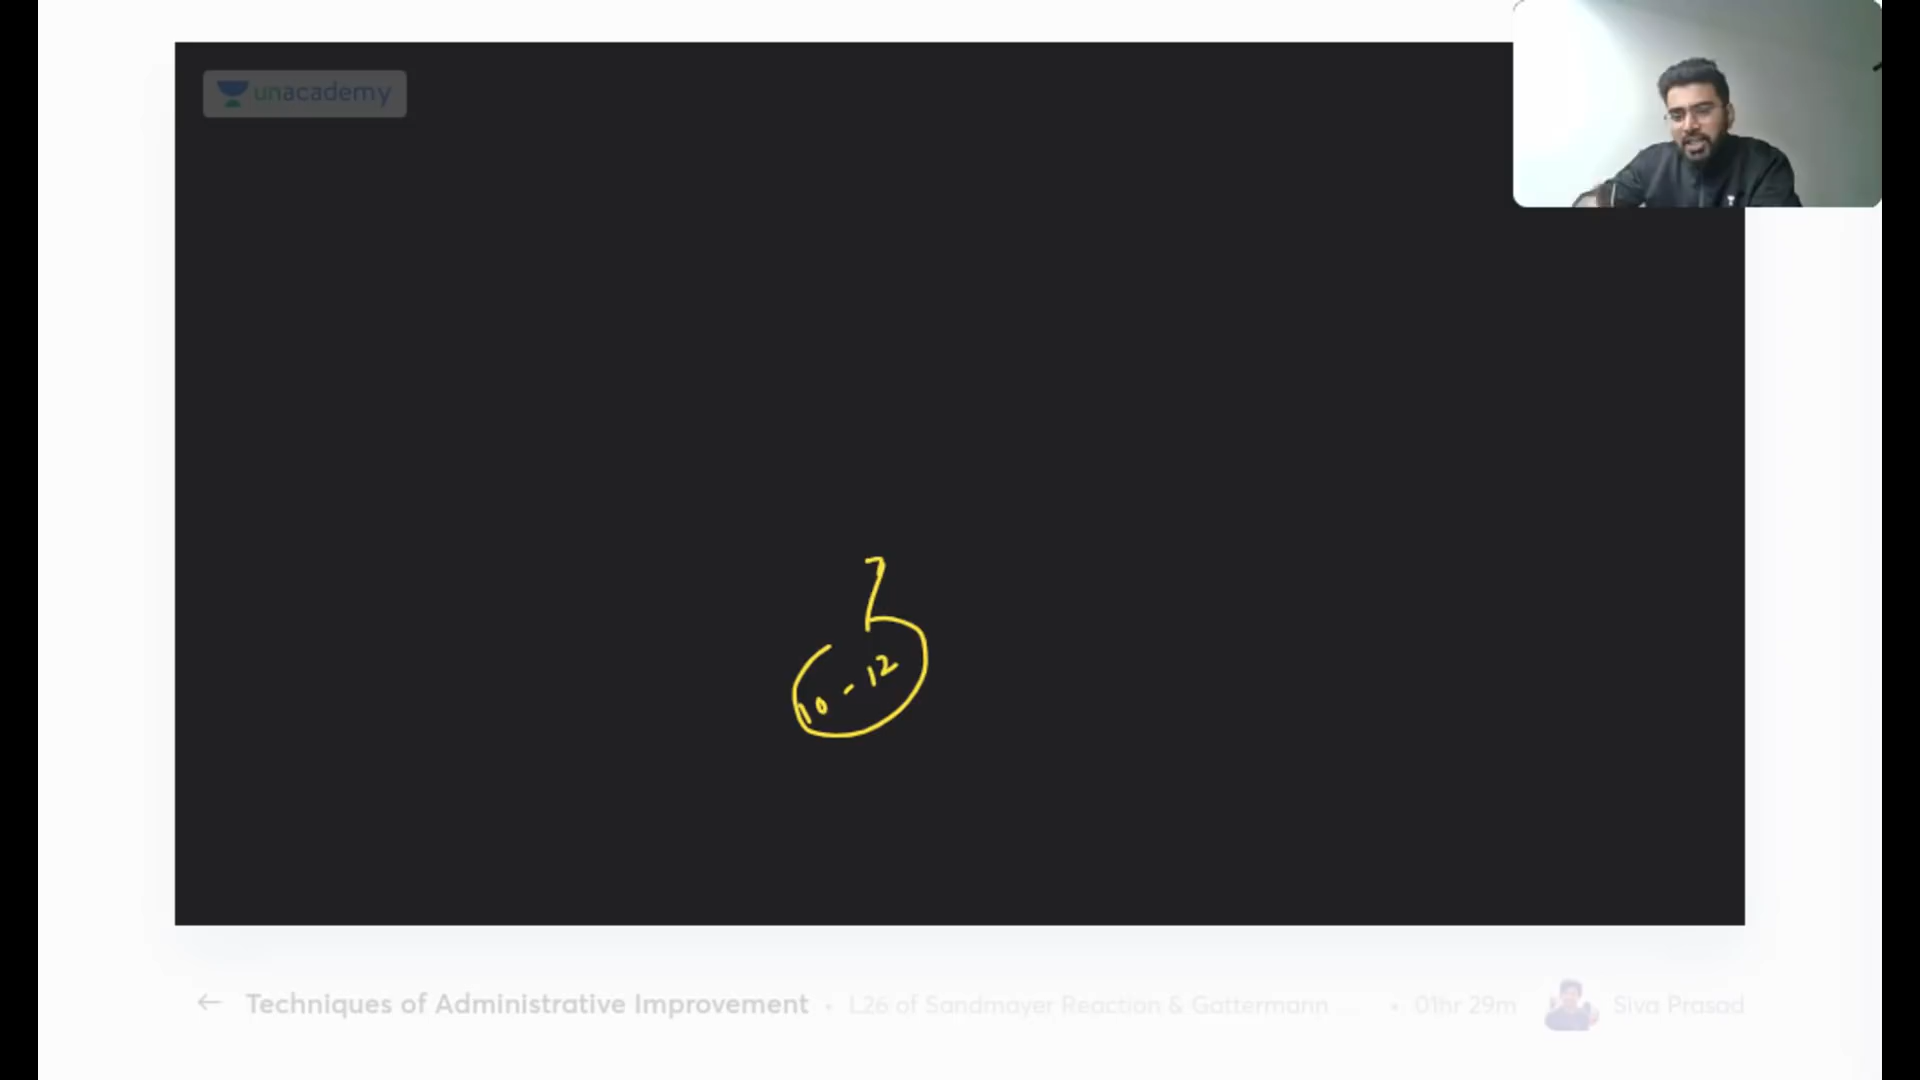 unacademy
7
10 - 12
← Techniques of Administrative Improvement • L26 of Sandmayer Reaction & Gattermann ... • 01hr 29m Siva Prasad